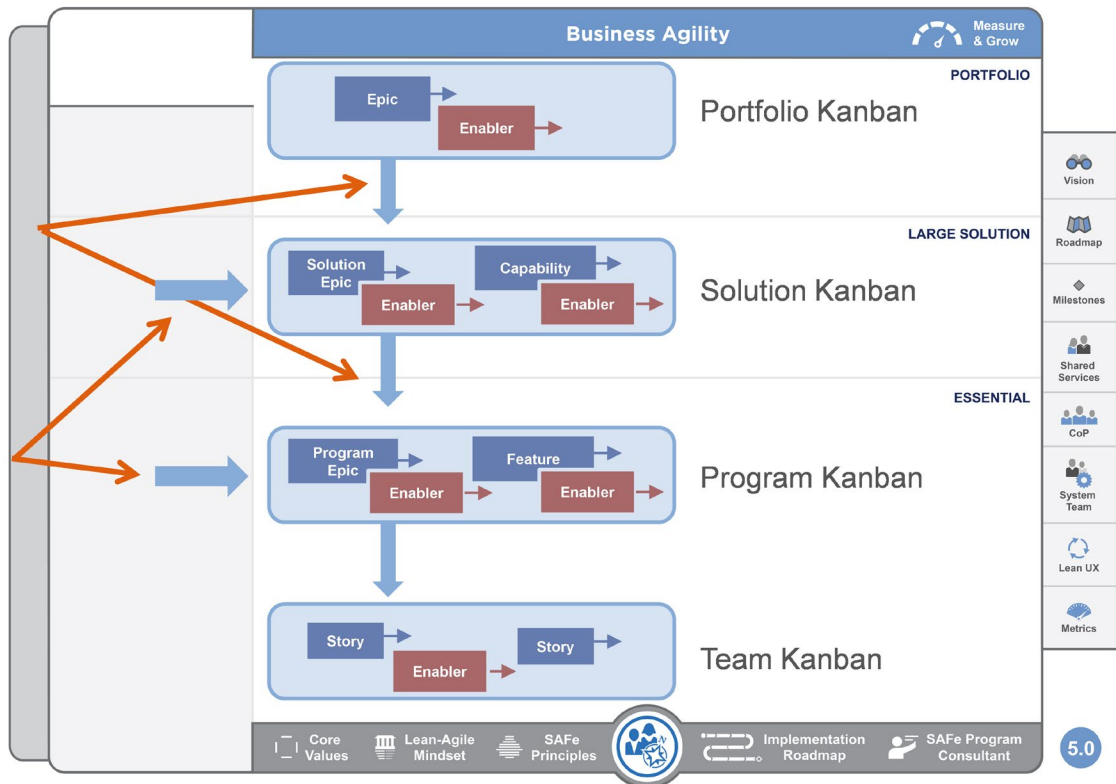 Business Agility
Measure
& Grow
PORTFOLIO
Epic
Enabler
Portfolio Kanban
Vision
LARGE SOLUTION
Roadmap
Solution
Epic
Enabler
Capability
Enabler
Solution Kanban
Milestones
Shared
Services
ESSENTIAL
CoP
Program
Epic
Enabler
Feature
Enabler
Program Kanban
System
Team
Lean UX
Metrics
Story
Enabler
Story
Team Kanban
Core
Values
Lean-Agile
Mindset
SAFe
Principles
N
Implementation
Roadmap
SAFe Program
Consultant
5.0